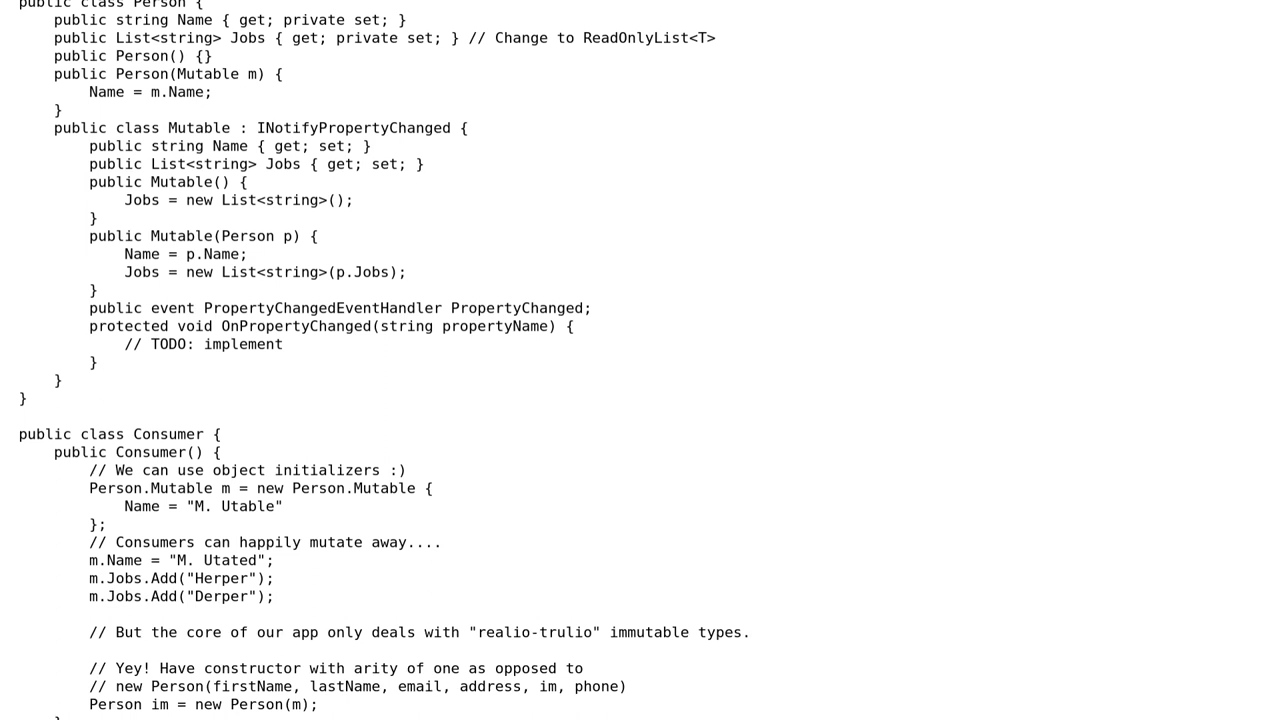 public class Person {
    public string Name { get; private set; }
    public List<string> Jobs { get; private set; } // Change to ReadOnlyList<T>
    public Person() {}
    public Person(Mutable m) {
        Name = m.Name;
    }
    public class Mutable : INotifyPropertyChanged {
        public string Name { get; set; }
        public List<string> Jobs { get; set; }
        public Mutable() {
            Jobs = new List<string>();
        }
        public Mutable(Person p) {
            Name = p.Name;
            Jobs = new List<string>(p.Jobs);
        }
        public event PropertyChangedEventHandler PropertyChanged;
        protected void OnPropertyChanged(string propertyName) {
            // TODO: implement
        }
    }
}

public class Consumer {
    public Consumer() {
        // We can use object initializers :)
        Person.Mutable m = new Person.Mutable {
            Name = "M. Utable"
        };
        // Consumers can happily mutate away....
        m.Name = "M. Utated";
        m.Jobs.Add("Herper");
        m.Jobs.Add("Derper");

        // But the core of our app only deals with "realio-trulio" immutable types.

        // Yey! Have constructor with arity of one as opposed to
        // new Person(firstName, lastName, email, address, im, phone)
        Person im = new Person(m);